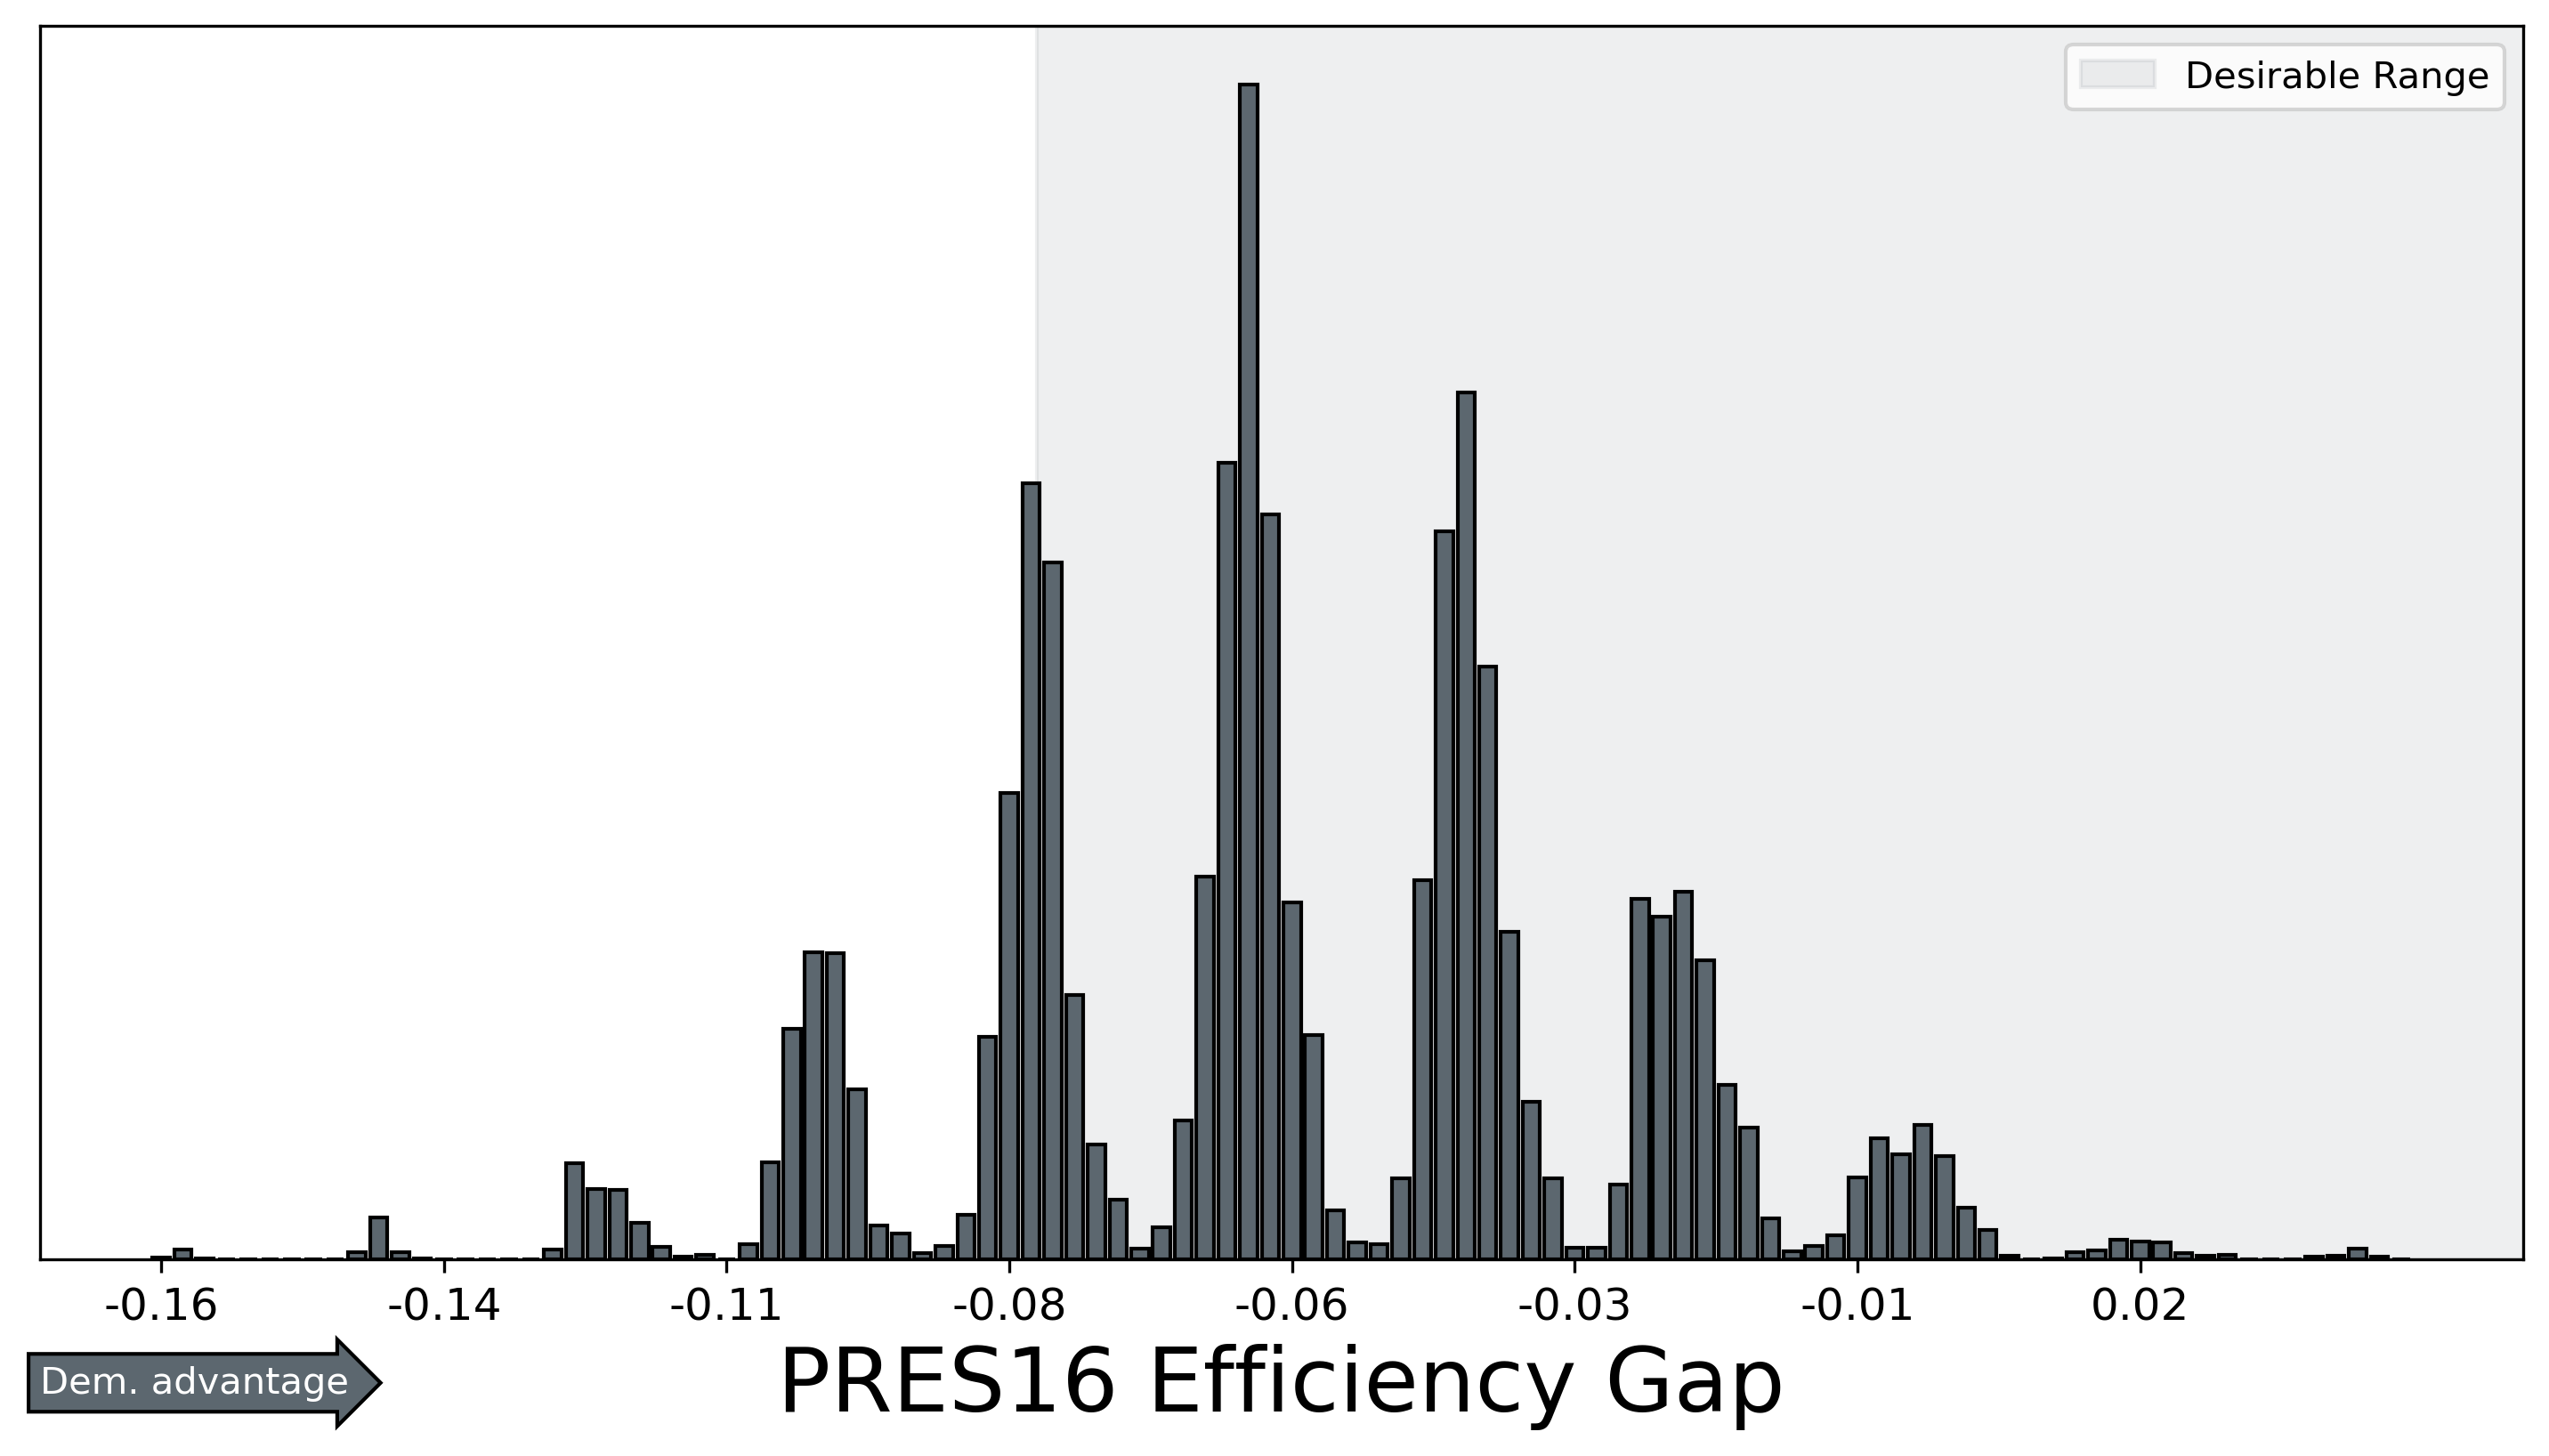 Desirable Range
-0.16 -0.14 -0.11 -0.08 -0.06 -0.03 -0.01 0.02
Dem. advantage
PRES16 Efficiency Gap